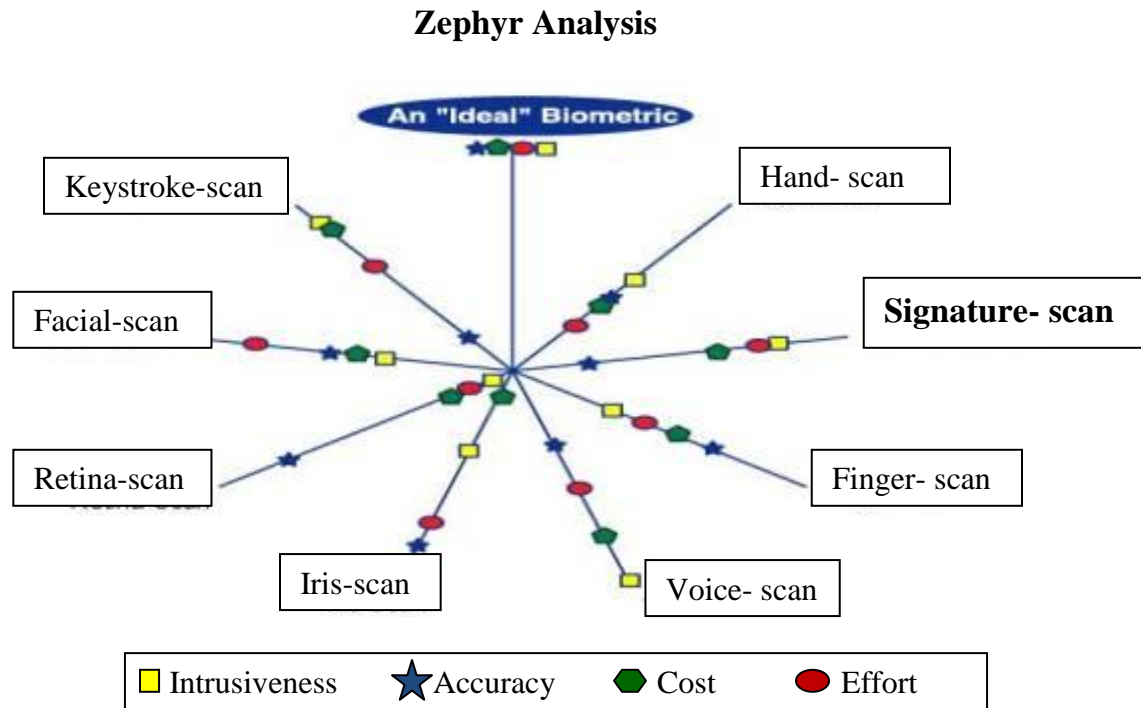 Zephyr Analysis
An "Ideal" Biometric
Keystroke-scan
Hand- scan
Facial-scan
Signature- scan
Retina-scan
Finger- scan
Iris-scan
Voice- scan
Intrusiveness Accuracy Cost Effort